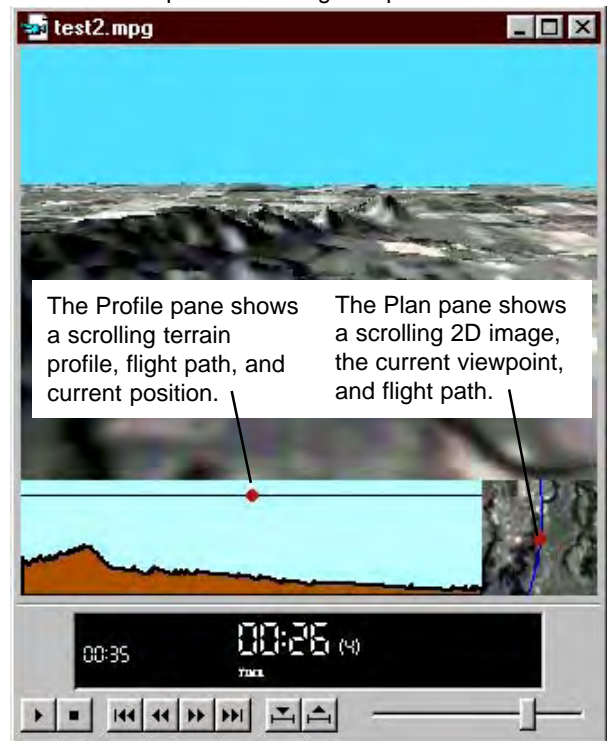 test2.mpg
The Profile pane shows
a scrolling terrain
profile, flight path, and
current position.
The Plan pane shows
a scrolling 2D image,
the current viewpoint,
and flight path.
00:35
00:26 (4)
TIME